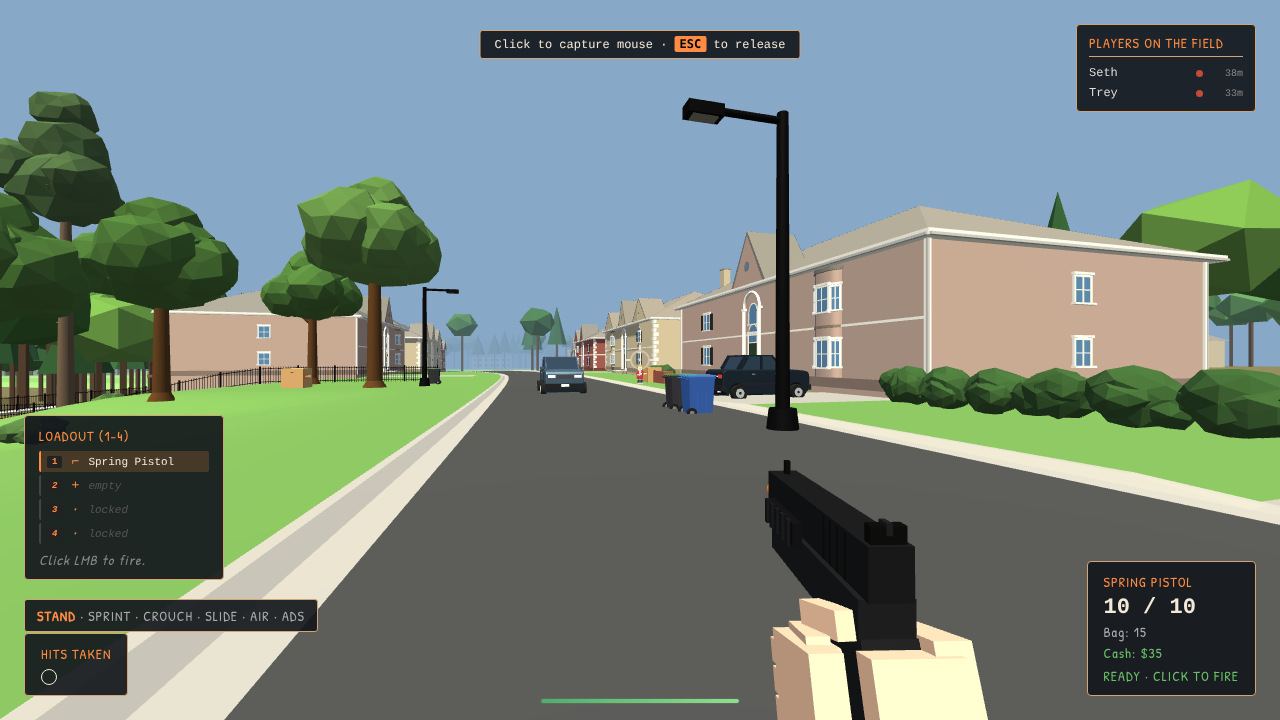 Click to capture mouse · ESC to release
PLAYERS ON THE FIELD
Seth 38m
Trey 33m
LOADOUT (1-4)
1 Spring Pistol
2 + empty
3 · locked
4 · locked
Click LMB to fire.
STAND · SPRINT · CROUCH · SLIDE · AIR · ADS
HITS TAKEN
SPRING PISTOL
10 / 10
Bag: 15
Cash: $35
READY · CLICK TO FIRE